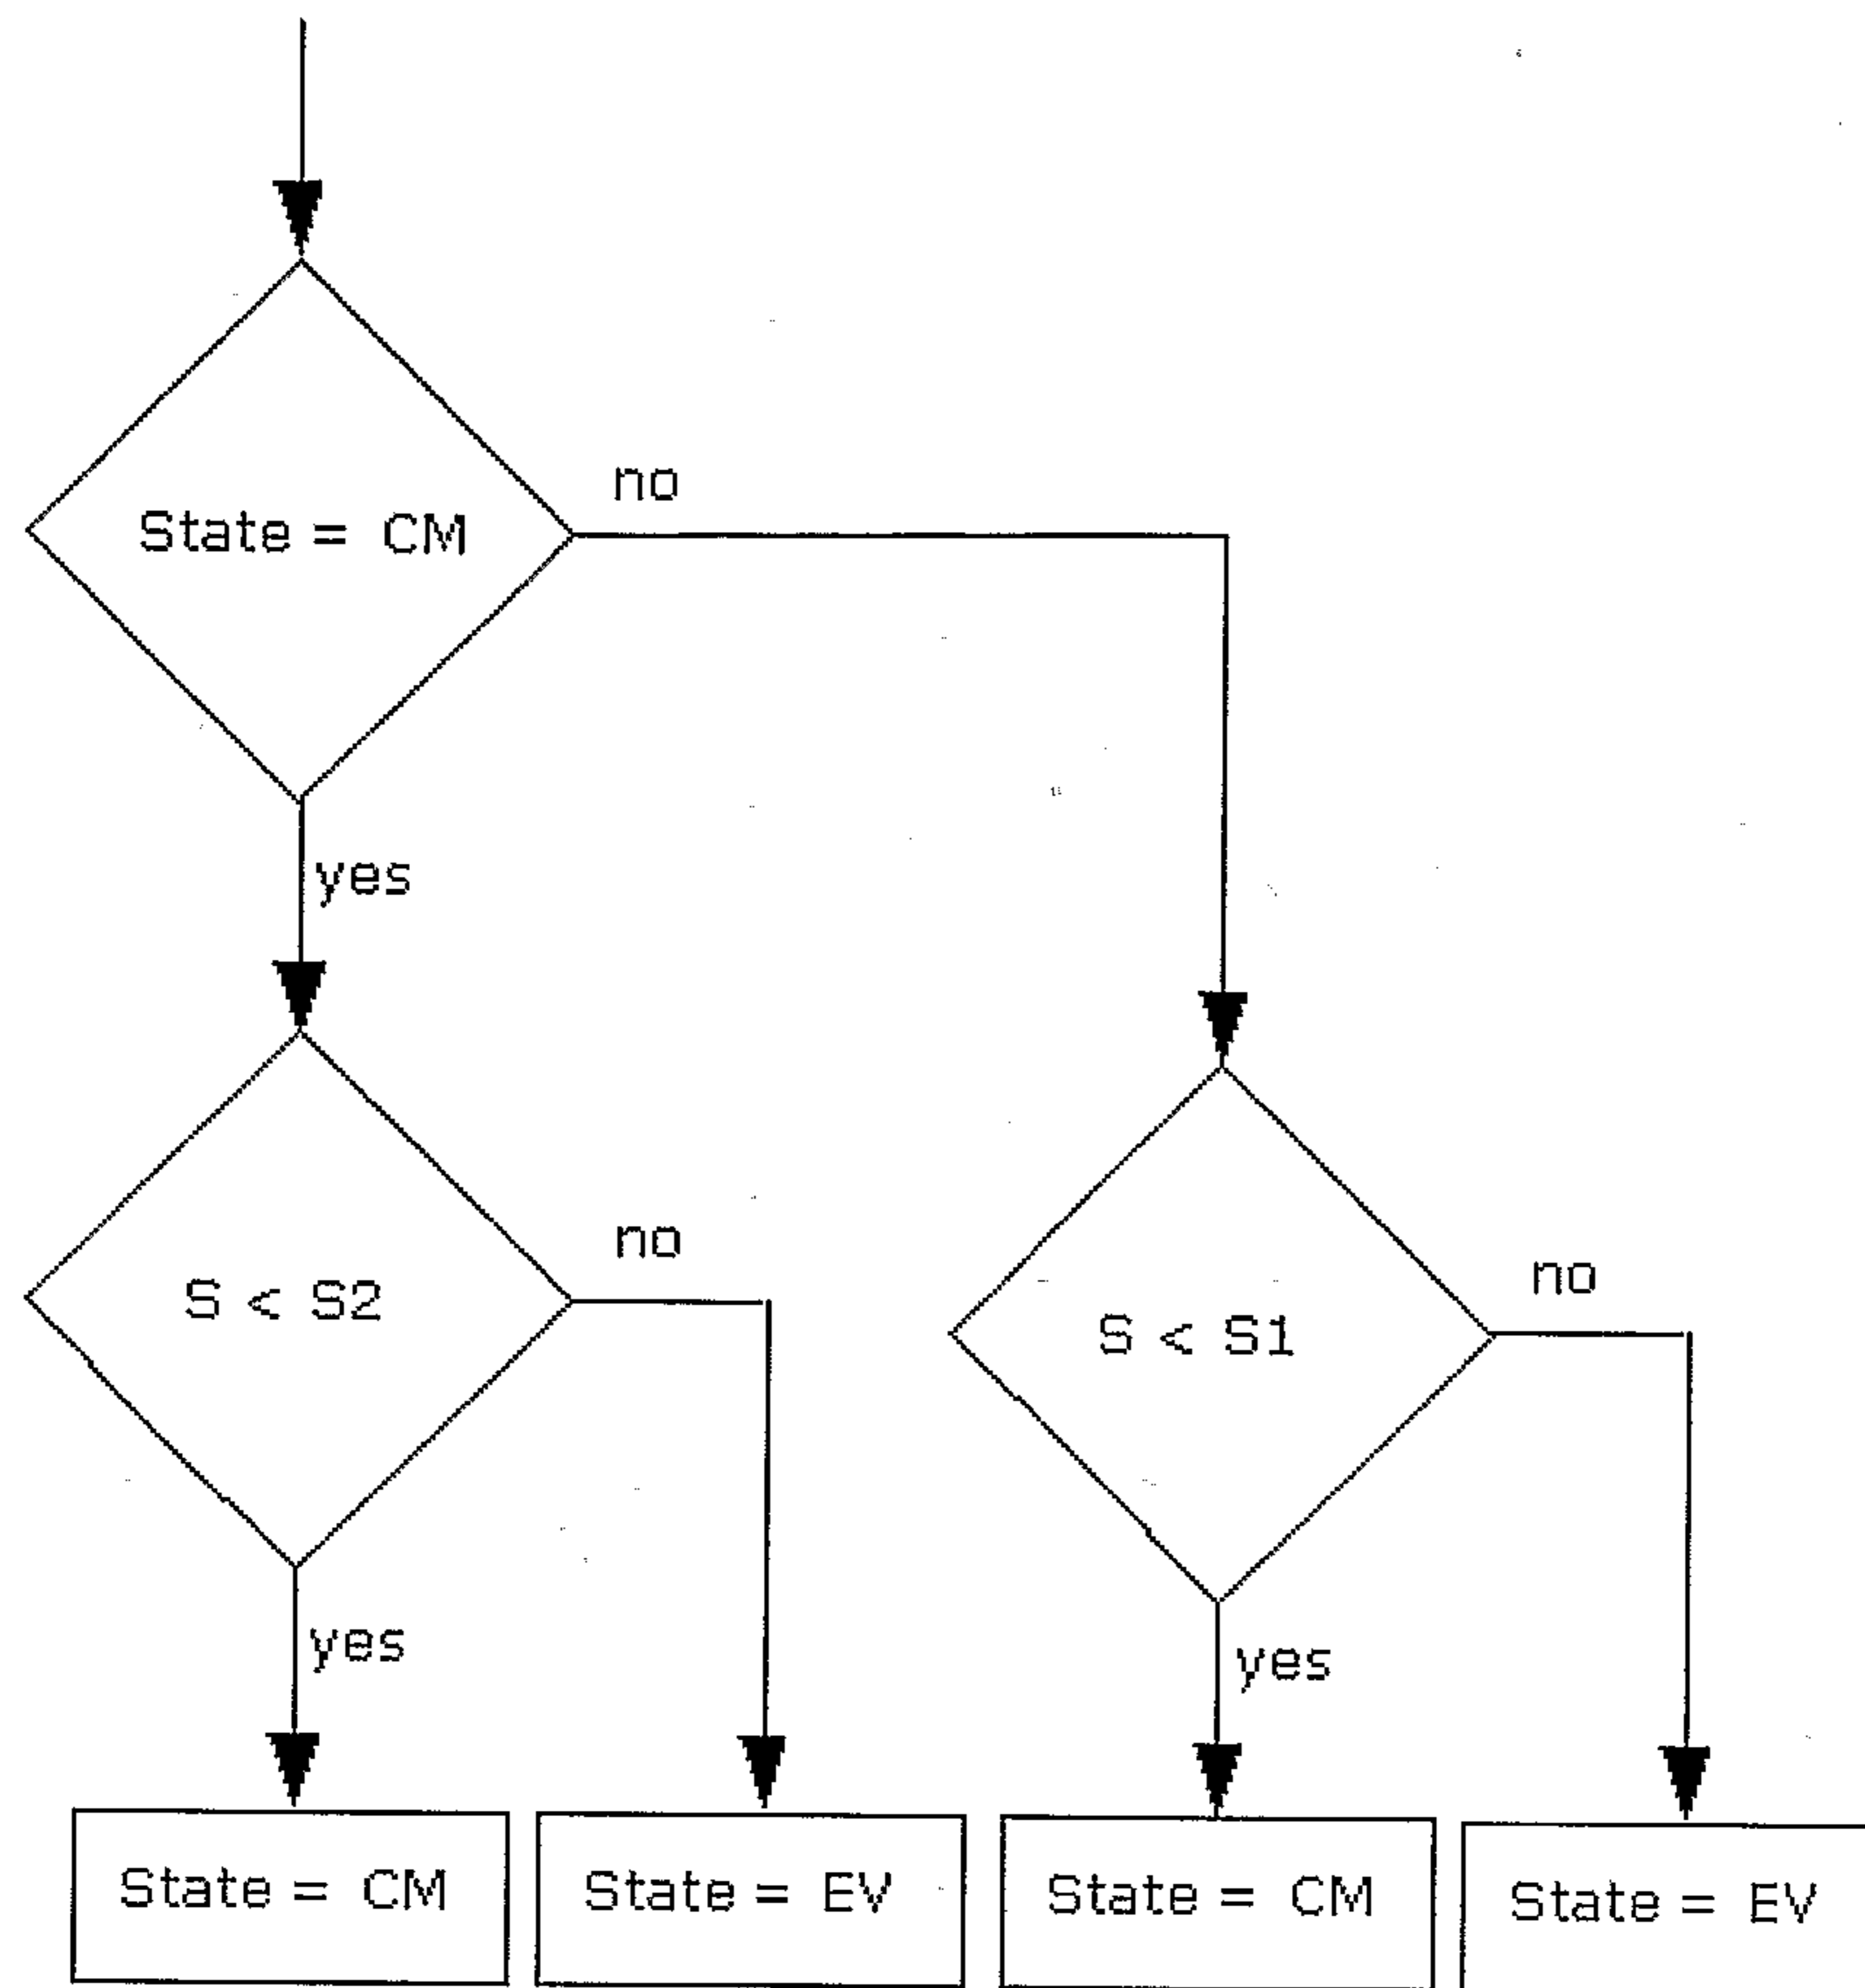 no
State = CM
yes
no
S < S2
no
S < S1
yes
yes
State = CM
State = EV
State = CM
State = EV